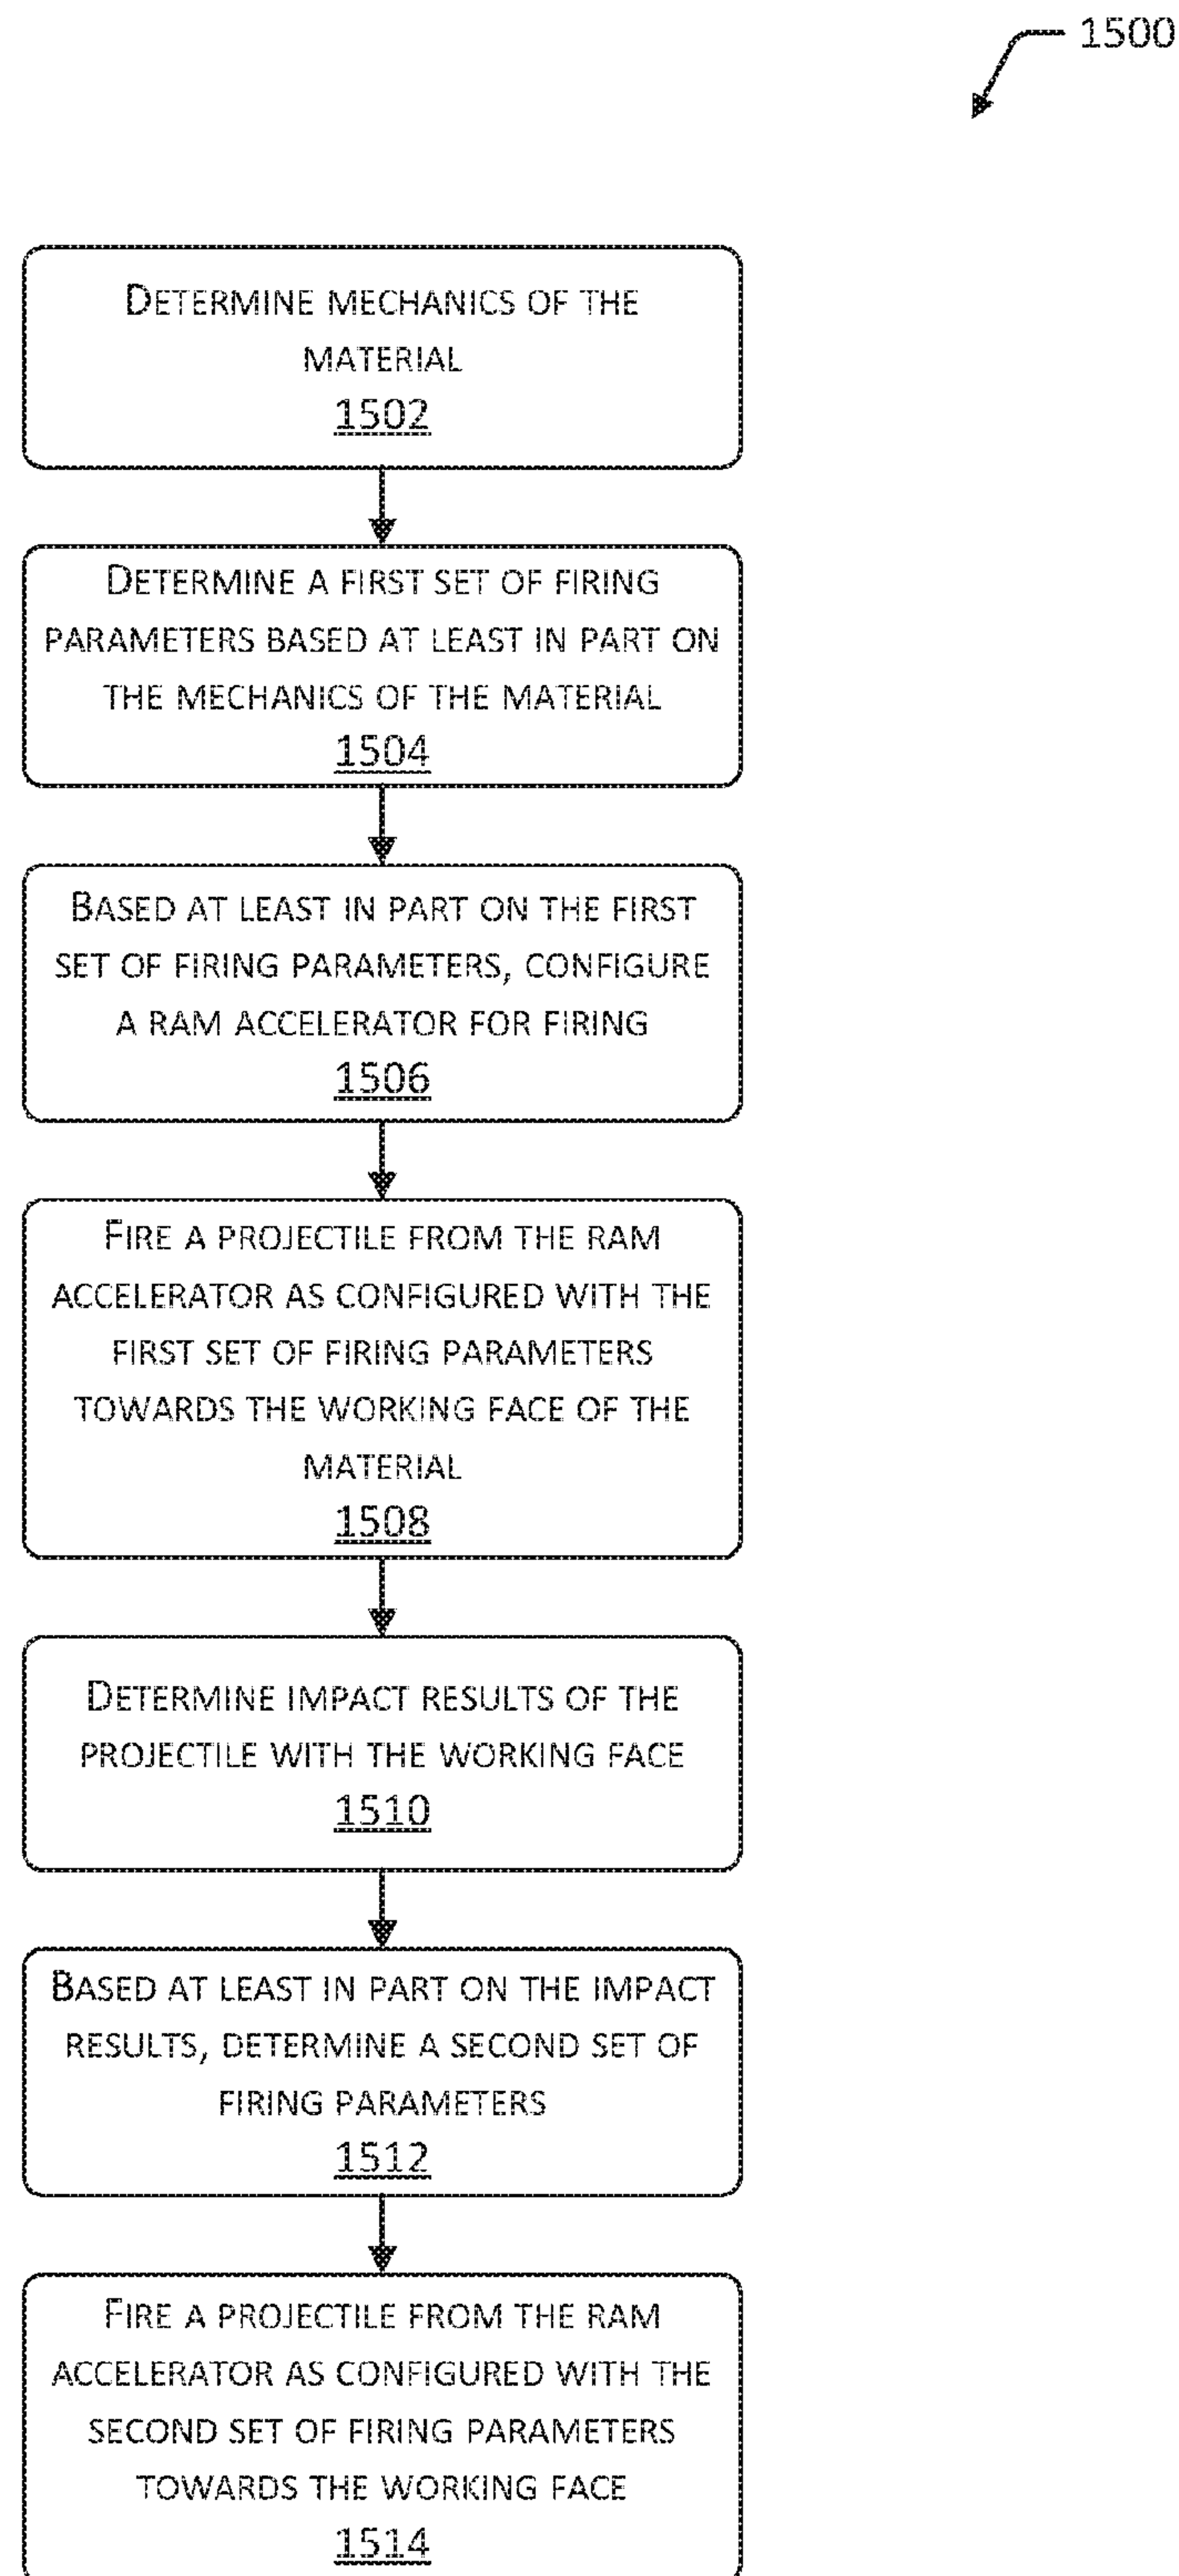 1500
DETERMINE MECHANICS OF THE
MATERIAL
1502
DETERMINE A FIRST SET OF FIRING
PARAMETERS BASED AT LEAST IN PART ON
THE MECHANICS OF THE MATERIAL
1504
BASED AT LEAST IN PART ON THE FIRST
SET OF FIRING PARAMETERS, CONFIGURE
A RAM ACCELERATOR FOR FIRING
1506
FIRE A PROJECTILE FROM THE RAM
ACCELERATOR AS CONFIGURED WITH THE
FIRST SET OF FIRING PARAMETERS
TOWARDS THE WORKING FACE OF THE
MATERIAL
1508
DETERMINE IMPACT RESULTS OF THE
PROJECTILE WITH THE WORKING FACE
1510
BASED AT LEAST IN PART ON THE IMPACT
RESULTS, DETERMINE A SECOND SET OF
FIRING PARAMETERS
1512
FIRE A PROJECTILE FROM THE RAM
ACCELERATOR AS CONFIGURED WITH THE
SECOND SET OF FIRING PARAMETERS
TOWARDS THE WORKING FACE
1514